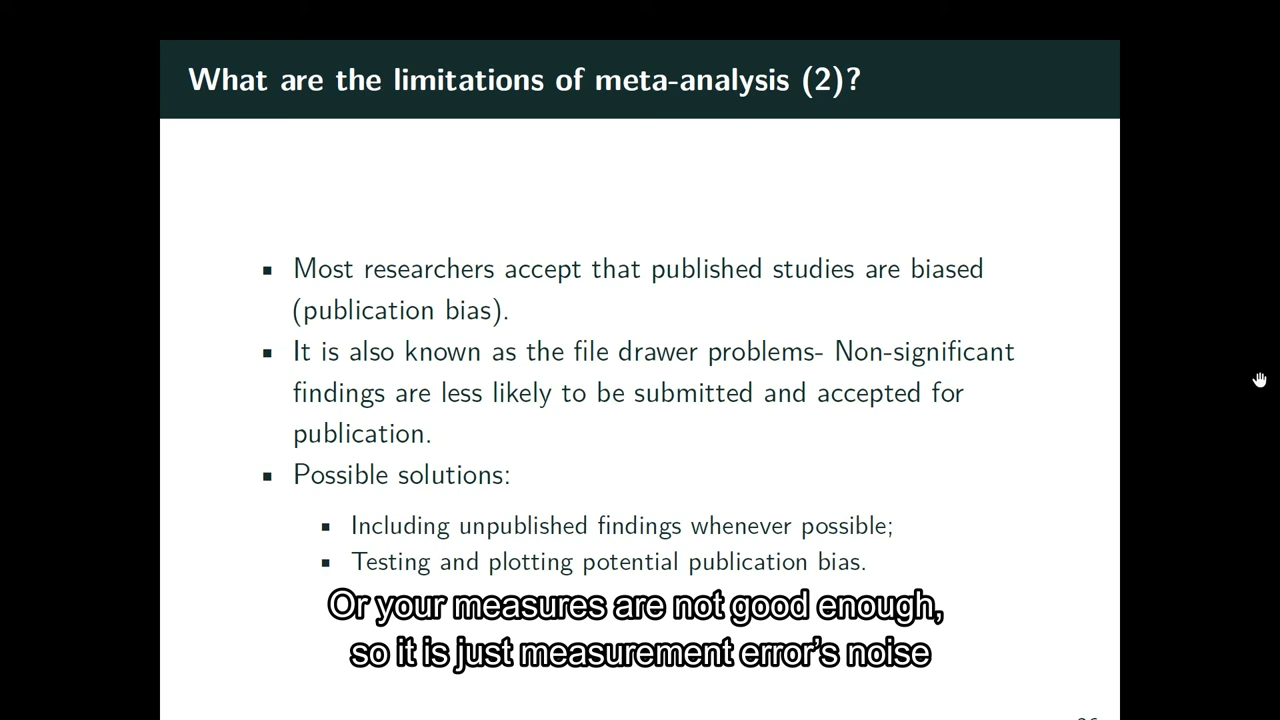 What are the limitations of meta-analysis (2)?
▪ Most researchers accept that published studies are biased
(publication bias).
▪ It is also known as the file drawer problems- Non-significant
findings are less likely to be submitted and accepted for
publication.
▪ Possible solutions:
▪ Including unpublished findings whenever possible;
▪ Testing and plotting potential publication bias.
Or your measures are not good enough,
so it is just measurement error's noise